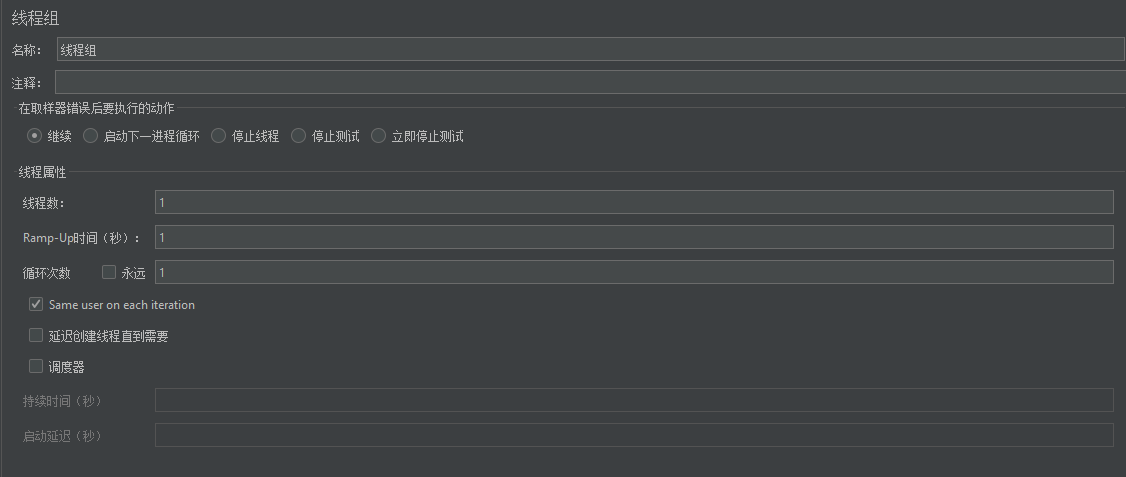 线程组
名称： 线程组
注释：
在取样器错误后要执行的动作
继续 启动下一进程循环 停止线程 停止测试 立即停止测试
线程属性
线程数： 1
Ramp-Up时间（秒）： 1
循环次数 永远 1
Same user on each iteration
延迟创建线程直到需要
调度器
持续时间（秒）
启动延迟（秒）